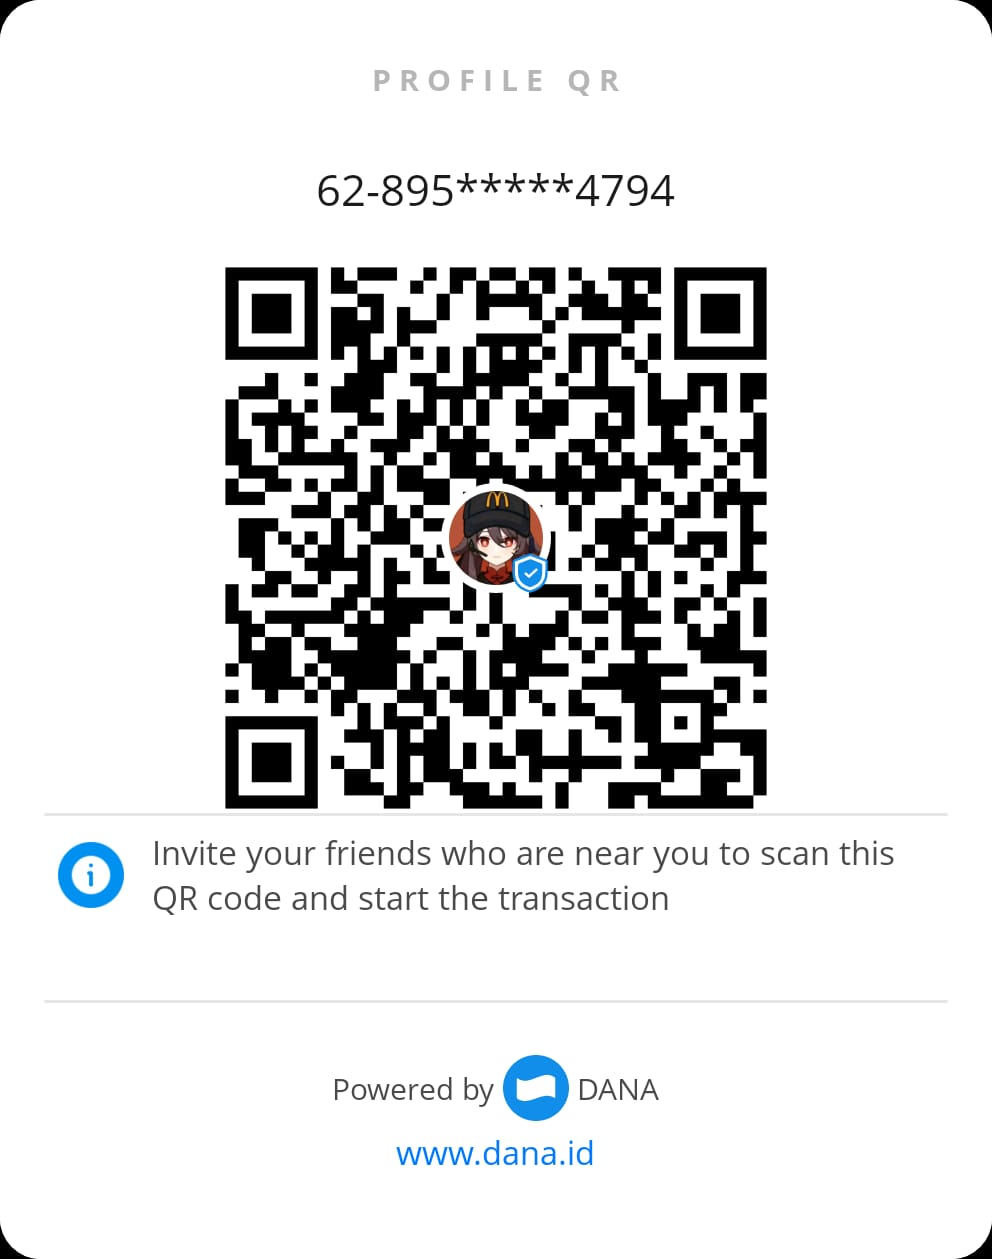 PROFILE QR
62-895*****4794
Invite your friends who are near you to scan this
QR code and start the transaction
Powered by DANA
www.dana.id